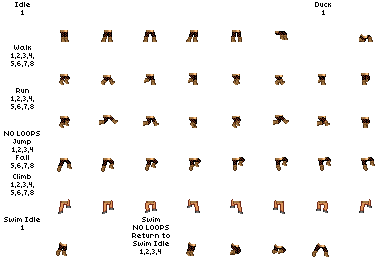 Idle
1
Duck
1
Walk
1,2,3,4,
5,6,7,8
Run
1,2,3,4,
5,6,7,8
NO LOOPS
Jump
1,2,3,4
Fall
5,6,7,8
Climb
1,2,3,4,
5,6,7,8
Swim Idle
1
Swim
NO LOOPS
Return to
Swim Idle
1,2,3,4